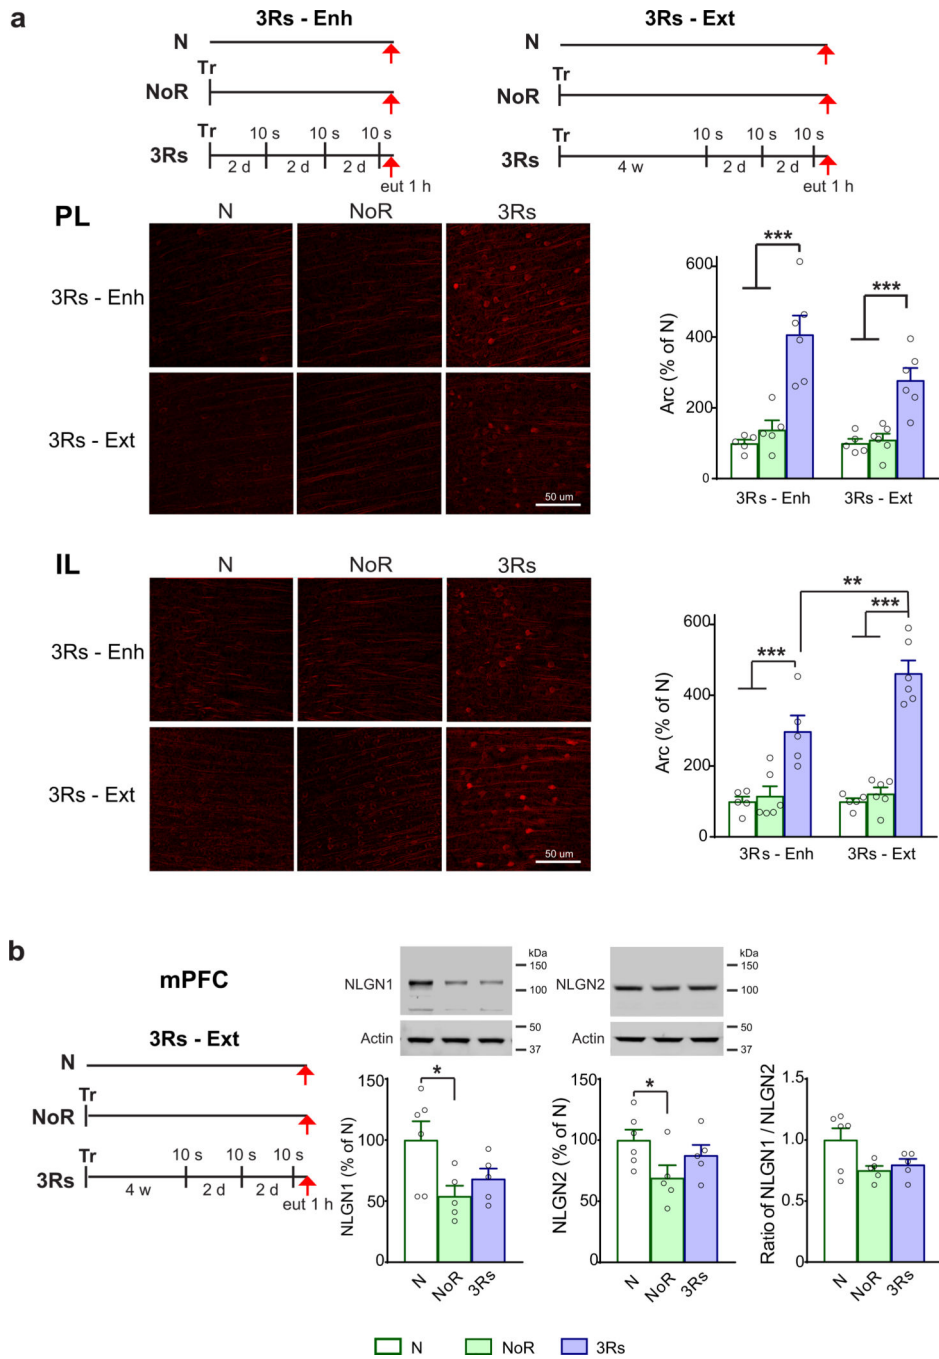 a
3Rs - Enh
3Rs - Ext
N
Tr
NoR
Tr
10 s
10 s
10 s
3Rs
2 d
2 d
2 d
eut 1 h
N
Tr
NoR
Tr
10 s
10 s
10 s
3Rs
4 w
2 d
2 d
eut 1 h
PL
N
NoR
3Rs
3Rs - Enh
3Rs - Ext
50 um
Arc (% of N)
600
400
200
0
***
***
3Rs - Enh
3Rs - Ext
IL
N
NoR
3Rs
3Rs - Enh
3Rs - Ext
50 um
Arc (% of N)
600
400
200
0
***
**
***
3Rs - Enh
3Rs - Ext
b
mPFC
3Rs - Ext
N
Tr
NoR
Tr
10 s
10 s
10 s
3Rs
4 w
2 d
2 d
eut 1 h
NLGN1
Actin
kDa
150
100
50
37
NLGN2
Actin
kDa
150
100
50
37
NLGN1 (% of N)
150
100
50
0
*
N
NoR
3Rs
NLGN2 (% of N)
150
100
50
0
*
N
NoR
3Rs
Ratio of NLGN1 / NLGN2
1.5
1.0
0.5
0
N
NoR
3Rs
N
NoR
3Rs